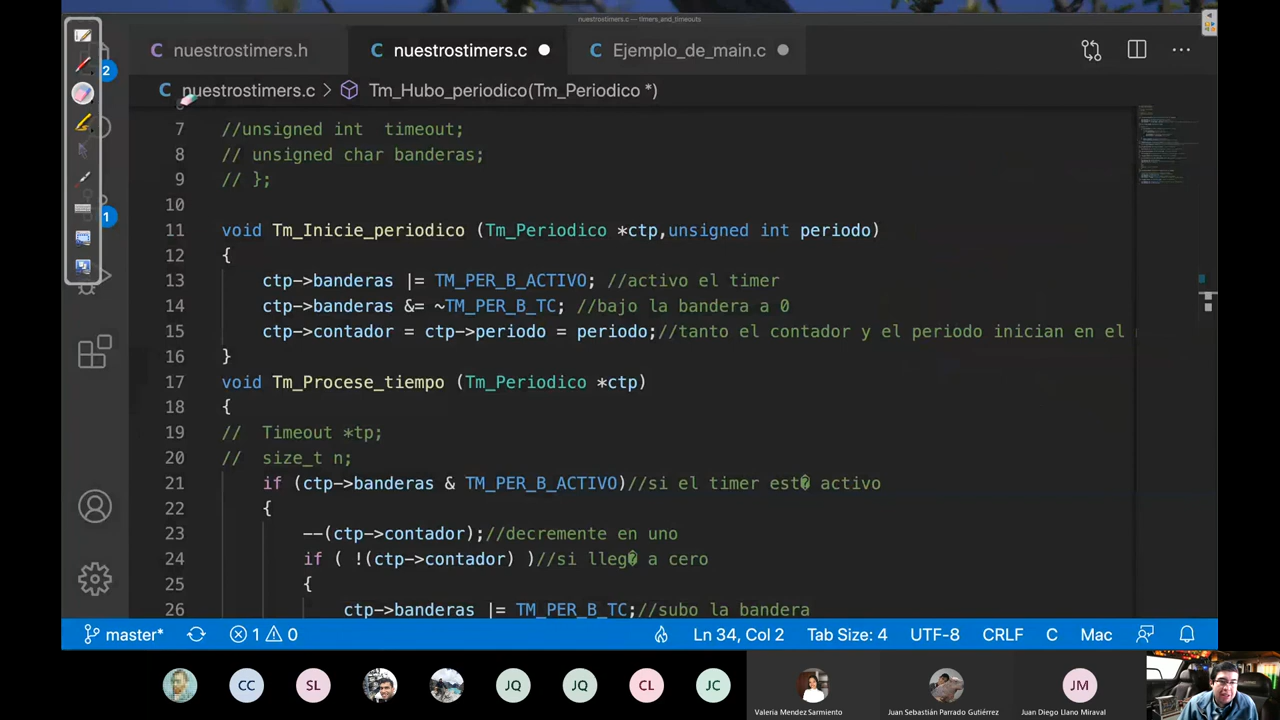 nuestrostimers.c — timers_and_timeouts
nuestrostimers.h
C nuestrostimers.c
C Ejemplo_de_main.c
C nuestrostimers.c > Tm_Hubo_periodico(Tm_Periodico *)
2
1
7 //unsigned int  timeout;
8 // unsigned char banderas;
9 // };
10
11 void Tm_Inicie_periodico (Tm_Periodico *ctp,unsigned int periodo)
12 {
13 ctp->banderas |= TM_PER_B_ACTIVO; //activo el timer
14 ctp->banderas &= ~TM_PER_B_TC; //bajo la bandera a 0
15 ctp->contador = ctp->periodo = periodo;//tanto el contador y el periodo inician en el
16 }
17 void Tm_Procese_tiempo (Tm_Periodico *ctp)
18 {
19 //  Timeout *tp;
20 //  size_t n;
21 if (ctp->banderas & TM_PER_B_ACTIVO)//si el timer est� activo
22 {
23 --(ctp->contador);//decremente en uno
24 if ( !(ctp->contador) )//si lleg� a cero
25 {
26 ctp->banderas |= TM_PER_B_TC;//subo la bandera
master* 1 0 Ln 34, Col 2 Tab Size: 4 UTF-8 CRLF C Mac
CC SL JQ JQ CL JC JM
Valeria Mendez Sarmiento Juan Sebastián Parrado Gutiérrez Juan Diego Llano Miraval